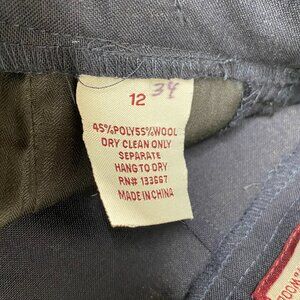 12 34
45%POLY55%WOOL
DRY CLEAN ONLY
SEPARATE
HANG TO DRY
RN# 133667
MADE IN CHINA